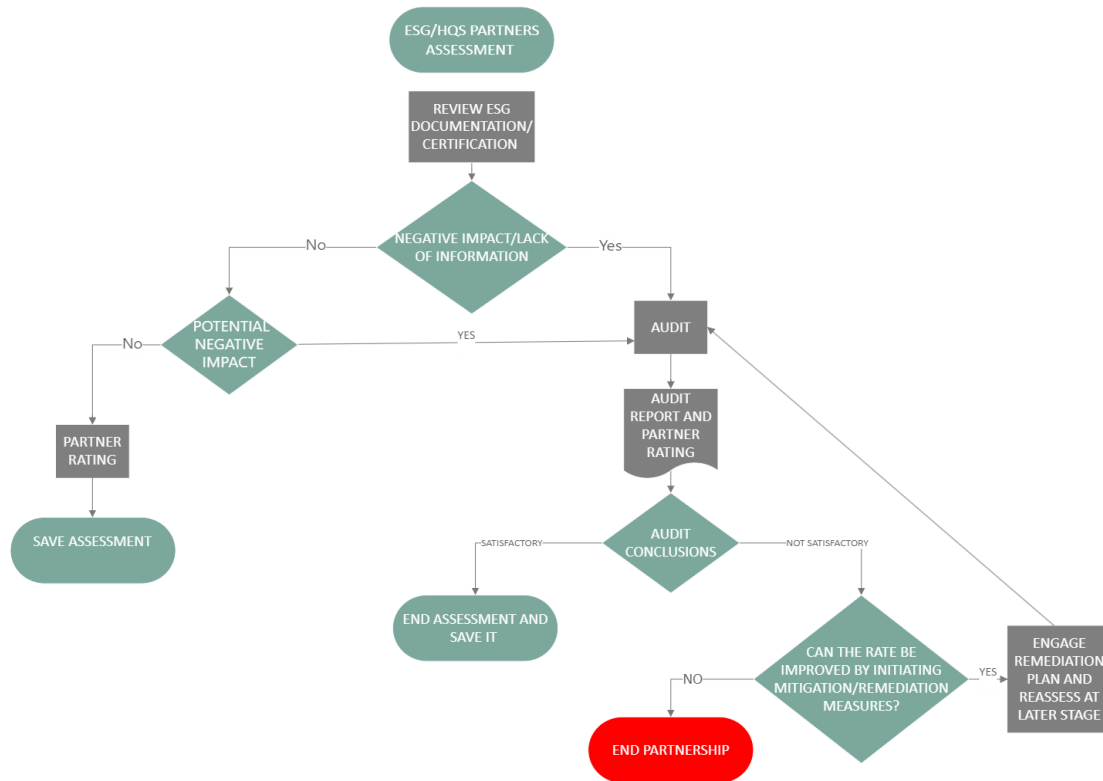 ESG/HQS PARTNERS
ASSESSMENT
REVIEW ESG
DOCUMENTATION/
CERTIFICATION
NEGATIVE IMPACT/LACK
OF INFORMATION
No
Yes
POTENTIAL
NEGATIVE
IMPACT
No
YES
AUDIT
PARTNER
RATING
AUDIT
REPORT AND
PARTNER
RATING
SAVE ASSESSMENT
AUDIT
CONCLUSIONS
SATISFACTORY
NOT SATISFACTORY
END ASSESSMENT AND
SAVE IT
CAN THE RATE BE
IMPROVED BY INITIATING
MITIGATION/REMEDIATION
MEASURES?
NO
YES
ENGAGE
REMEDIATION
PLAN AND
REASSESS AT
LATER STAGE
END PARTNERSHIP